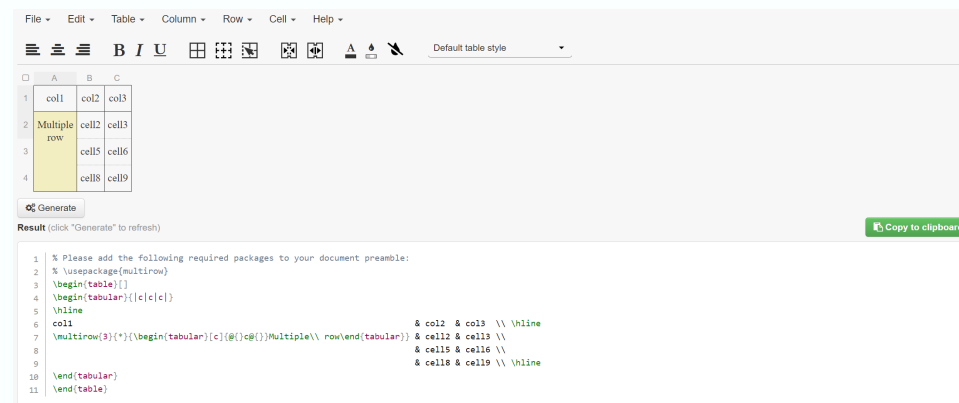 File Edit Table Column Row Cell Help
B I U A Default table style
A B C
1 col1 col2 col3
2 Multiple row cell2 cell3
3 cell5 cell6
4 cell8 cell9
Generate
Result (click "Generate" to refresh) Copy to clipboar
1 % Please add the following required packages to your document preamble:
2 % \usepackage{multirow}
3 \begin{table}[]
4 \begin{tabular}{|c|c|c|}
5 \hline
6 col1 & col2 & col3 \\ \hline
7 \multirow{3}{*}{\begin{tabular}[c]{@{}c@{}}Multiple\\ row\end{tabular}} & cell2 & cell3 \\
8 & cell5 & cell6 \\
9 & cell8 & cell9 \\ \hline
10 \end{tabular}
11 \end{table}